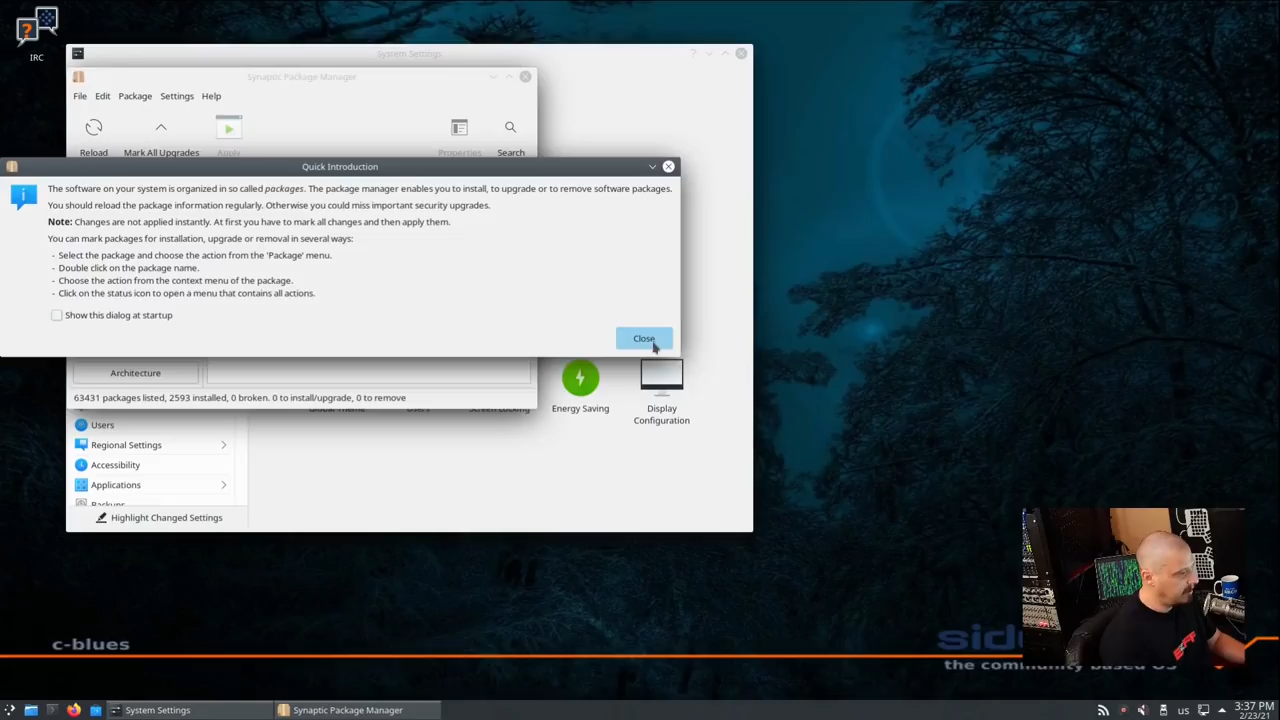 IRC
System Settings
Synaptic Package Manager
File Edit Package Settings Help
Reload Mark All Upgrades Apply Properties Search
Quick Introduction
The software on your system is organized in so called packages. The package manager enables you to install, to upgrade or to remove software packages.
You should reload the package information regularly. Otherwise you could miss important security upgrades.
Note: Changes are not applied instantly. At first you have to mark all changes and then apply them.
You can mark packages for installation, upgrade or removal in several ways:
- Select the package and choose the action from the 'Package' menu.
- Double click on the package name.
- Choose the action from the context menu of the package.
- Click on the status icon to open a menu that contains all actions.
Show this dialog at startup
Close
Architecture
63431 packages listed, 2593 installed, 0 broken. 0 to install/upgrade, 0 to remove
Global Theme Users Screen Locking Energy Saving Display
Configuration
Users
Regional Settings
Accessibility
Applications
Backups
Highlight Changed Settings
c-blues
the community based OS
System Settings Synaptic Package Manager us 3:37 PM
2/23/21